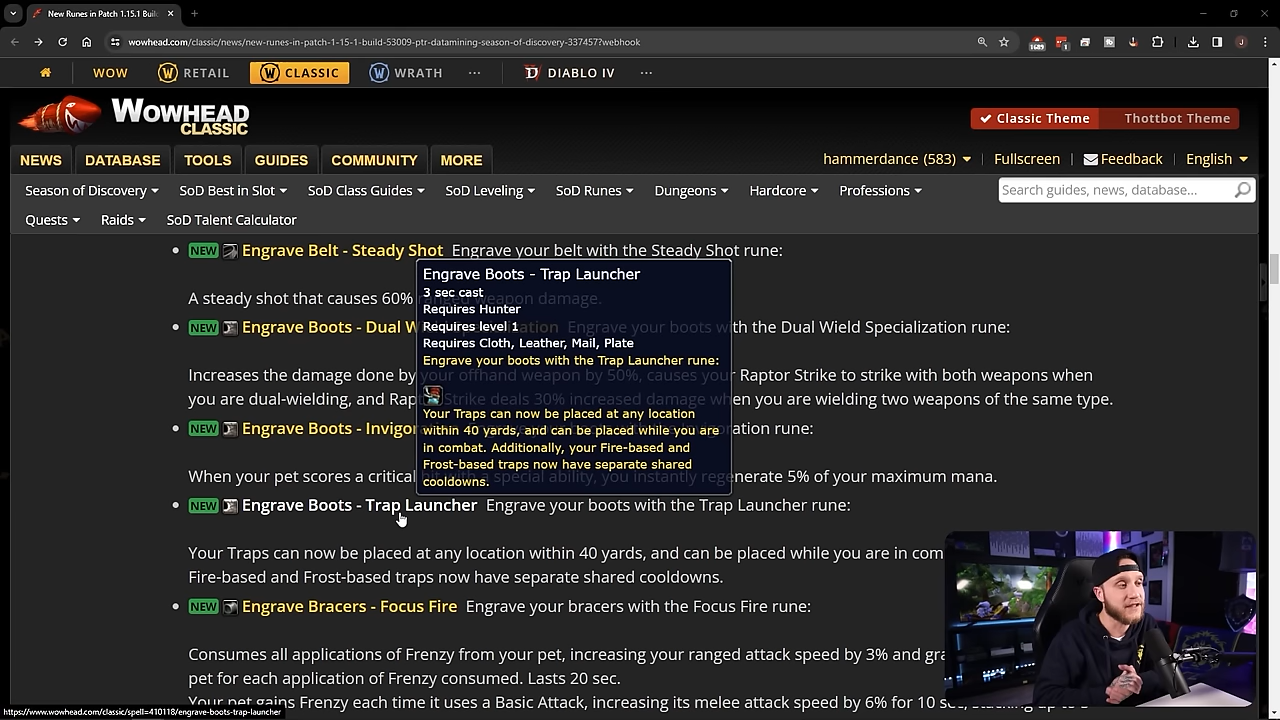 New Runes in Patch 1.15.1 Buil
wowhead.com/classic/news/new-runes-in-patch-1-15-1-build-53009-ptr-datamining-season-of-discovery-337457?webhook
WOW RETAIL CLASSIC WRATH ... DIABLO IV ...
WOWHEAD
CLASSIC
Classic Theme Thottbot Theme
NEWS DATABASE TOOLS GUIDES COMMUNITY MORE
hammerdance (583) Fullscreen Feedback English
Season of Discovery SoD Best in Slot SoD Class Guides SoD Leveling SoD Runes Dungeons Hardcore Professions
Search guides, news, database...
Quests Raids SoD Talent Calculator
NEW Engrave Belt - Steady Shot Engrave your belt with the Steady Shot rune:
A steady shot that causes 60% ranged weapon damage.
NEW Engrave Boots - Dual W ation Engrave your boots with the Dual Wield Specialization rune:
Increases the damage done by your offhand weapon by 50%, causes your Raptor Strike to strike with both weapons when
you are dual-wielding, and Raptor Strike deals 30% increased damage when you are wielding two weapons of the same type.
NEW Engrave Boots - Invigor oration rune:
When your pet scores a critical hit with a special ability, you instantly regenerate 5% of your maximum mana.
Engrave Boots - Trap Launcher
3 sec cast
Requires Hunter
Requires level 1
Requires Cloth, Leather, Mail, Plate
Engrave your boots with the Trap Launcher rune:
Your Traps can now be placed at any location
within 40 yards, and can be placed while you are
in combat. Additionally, your Fire-based and
Frost-based traps now have separate shared
cooldowns.
NEW Engrave Boots - Trap Launcher Engrave your boots with the Trap Launcher rune:
Your Traps can now be placed at any location within 40 yards, and can be placed while you are in com
Fire-based and Frost-based traps now have separate shared cooldowns.
NEW Engrave Bracers - Focus Fire Engrave your bracers with the Focus Fire rune:
Consumes all applications of Frenzy from your pet, increasing your ranged attack speed by 3% and gra
pet for each application of Frenzy consumed. Lasts 20 sec.
Your pet gains Frenzy each time it uses a Basic Attack, increasing its melee attack speed by 6% for 10 sec
https://www.wowhead.com/classic/spell=410118/engrave-boots-trap-launcher